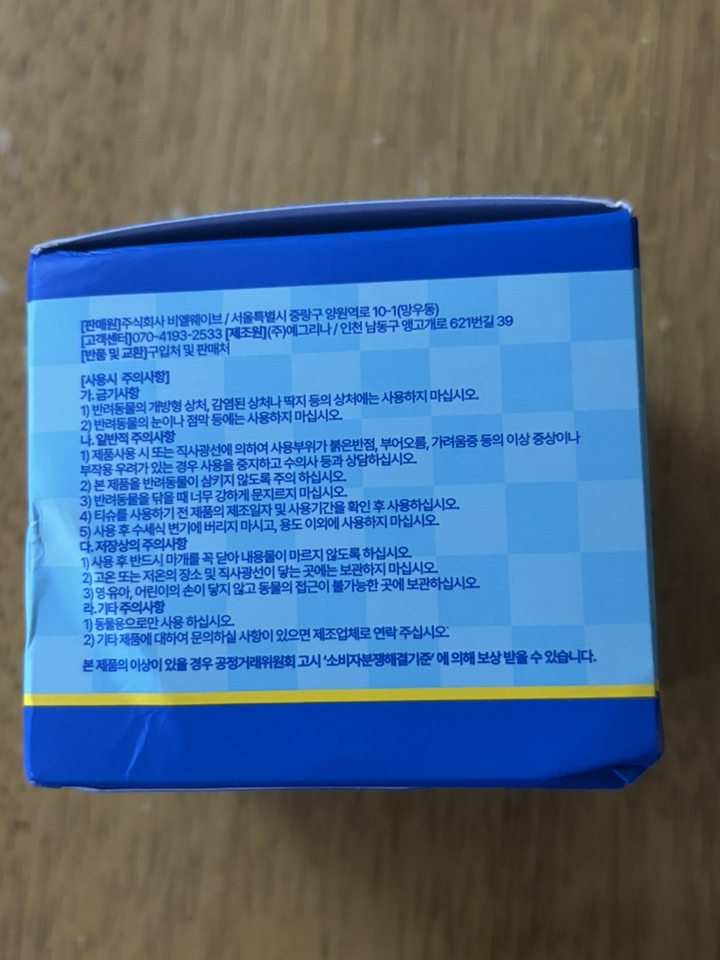 [판매원]주식회사 비엘웨이브 / 서울특별시 중랑구 양원역로 10-1(망우동)
[고객센터]070-4193-2533 [제조원](주)예그리나 / 인천 남동구 앵고개로 621번길 39
[반품 및 교환]구입처 및 판매처
[사용시 주의사항]
가. 금기사항
1) 반려동물의 개방형 상처, 감염된 상처나 딱지 등의 상처에는 사용하지 마십시오.
2) 반려동물의 눈이나 점막 등에는 사용하지 마십시오.
나. 일반적 주의사항
1) 제품사용 시 또는 직사광선에 의하여 사용부위가 붉은반점, 부어오름, 가려움증 등의 이상 증상이나
부작용 우려가 있는 경우 사용을 중지하고 수의사 등과 상담하십시오.
2) 본 제품을 반려동물이 삼키지 않도록 주의 하십시오.
3) 반려동물을 닦을 때 너무 강하게 문지르지 마십시오.
4) 티슈를 사용하기 전 제품의 제조일자 및 사용기간을 확인 후 사용하십시오.
5) 사용 후 수세식 변기에 버리지 마시고, 용도 이외에 사용하지 마십시오.
다. 저장상의 주의사항
1) 사용 후 반드시 마개를 꼭 닫아 내용물이 마르지 않도록 하십시오.
2) 고온 또는 저온의 장소 및 직사광선이 닿는 곳에는 보관하지 마십시오.
3) 영·유아, 어린이의 손이 닿지 않고 동물의 접근이 불가능한 곳에 보관하십시오.
라. 기타 주의사항
1) 동물용으로만 사용 하십시오.
2) 기타 제품에 대하여 문의하실 사항이 있으면 제조업체로 연락 주십시오.
본 제품의 이상이 있을 경우 공정거래위원회 고시 '소비자분쟁해결기준' 에 의해 보상 받을 수 있습니다.